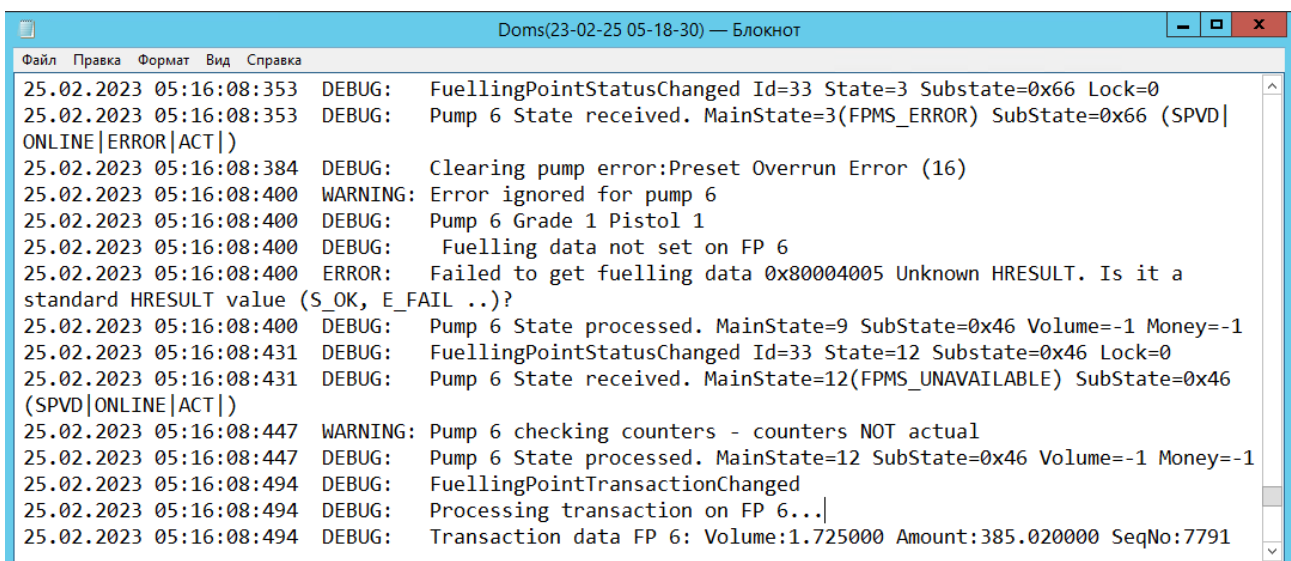 Doms(23-02-25 05-18-30) — Блокнот
Файл Правка Формат Вид Справка
25.02.2023 05:16:08:353 DEBUG: FuellingPointStatusChanged Id=33 State=3 Substate=0x66 Lock=0
25.02.2023 05:16:08:353 DEBUG: Pump 6 State received. MainState=3(FPMS_ERROR) SubState=0x66 (SPVD|
ONLINE|ERROR|ACT|)
25.02.2023 05:16:08:384 DEBUG: Clearing pump error:Preset Overrun Error (16)
25.02.2023 05:16:08:400 WARNING: Error ignored for pump 6
25.02.2023 05:16:08:400 DEBUG: Pump 6 Grade 1 Pistol 1
25.02.2023 05:16:08:400 DEBUG: Fuelling data not set on FP 6
25.02.2023 05:16:08:400 ERROR: Failed to get fuelling data 0x80004005 Unknown HRESULT. Is it a
standard HRESULT value (S_OK, E_FAIL ..)?
25.02.2023 05:16:08:400 DEBUG: Pump 6 State processed. MainState=9 SubState=0x46 Volume=-1 Money=-1
25.02.2023 05:16:08:431 DEBUG: FuellingPointStatusChanged Id=33 State=12 Substate=0x46 Lock=0
25.02.2023 05:16:08:431 DEBUG: Pump 6 State received. MainState=12(FPMS_UNAVAILABLE) SubState=0x46
(SPVD|ONLINE|ACT|)
25.02.2023 05:16:08:447 WARNING: Pump 6 checking counters - counters NOT actual
25.02.2023 05:16:08:447 DEBUG: Pump 6 State processed. MainState=12 SubState=0x46 Volume=-1 Money=-1
25.02.2023 05:16:08:494 DEBUG: FuellingPointTransactionChanged
25.02.2023 05:16:08:494 DEBUG: Processing transaction on FP 6...
25.02.2023 05:16:08:494 DEBUG: Transaction data FP 6: Volume:1.725000 Amount:385.020000 SeqNo:7791